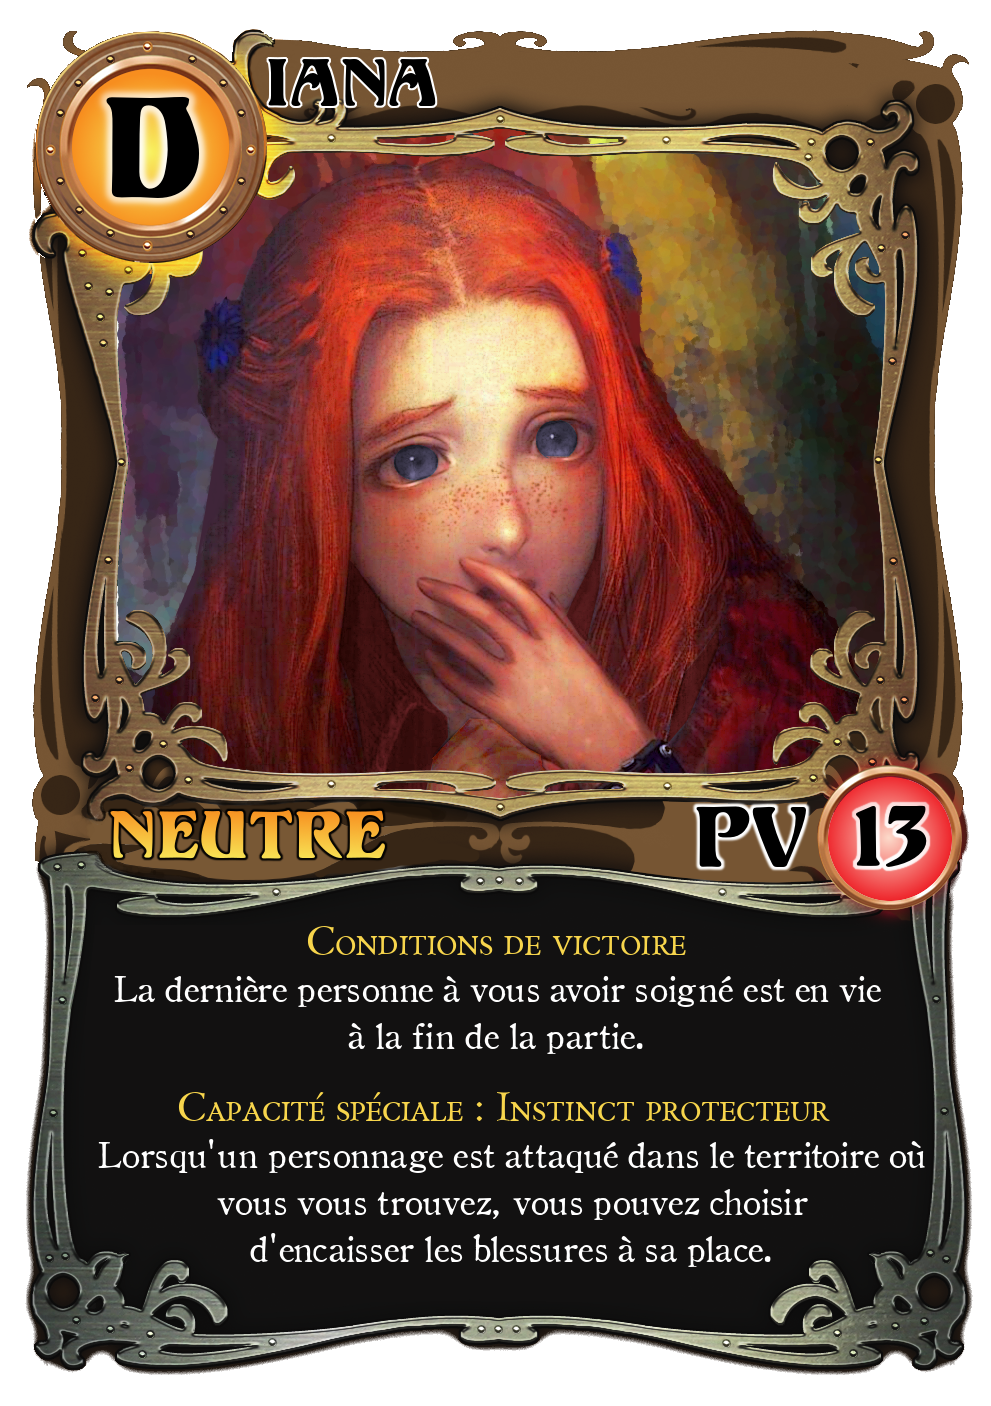 DIANA
NEUTRE PV 13
CONDITIONS DE VICTOIRE
La dernière personne à vous avoir soigné est en vie
à la fin de la partie.
CAPACITÉ SPÉCIALE : INSTINCT PROTECTEUR
Lorsqu'un personnage est attaqué dans le territoire où
vous vous trouvez, vous pouvez choisir
d'encaisser les blessures à sa place.